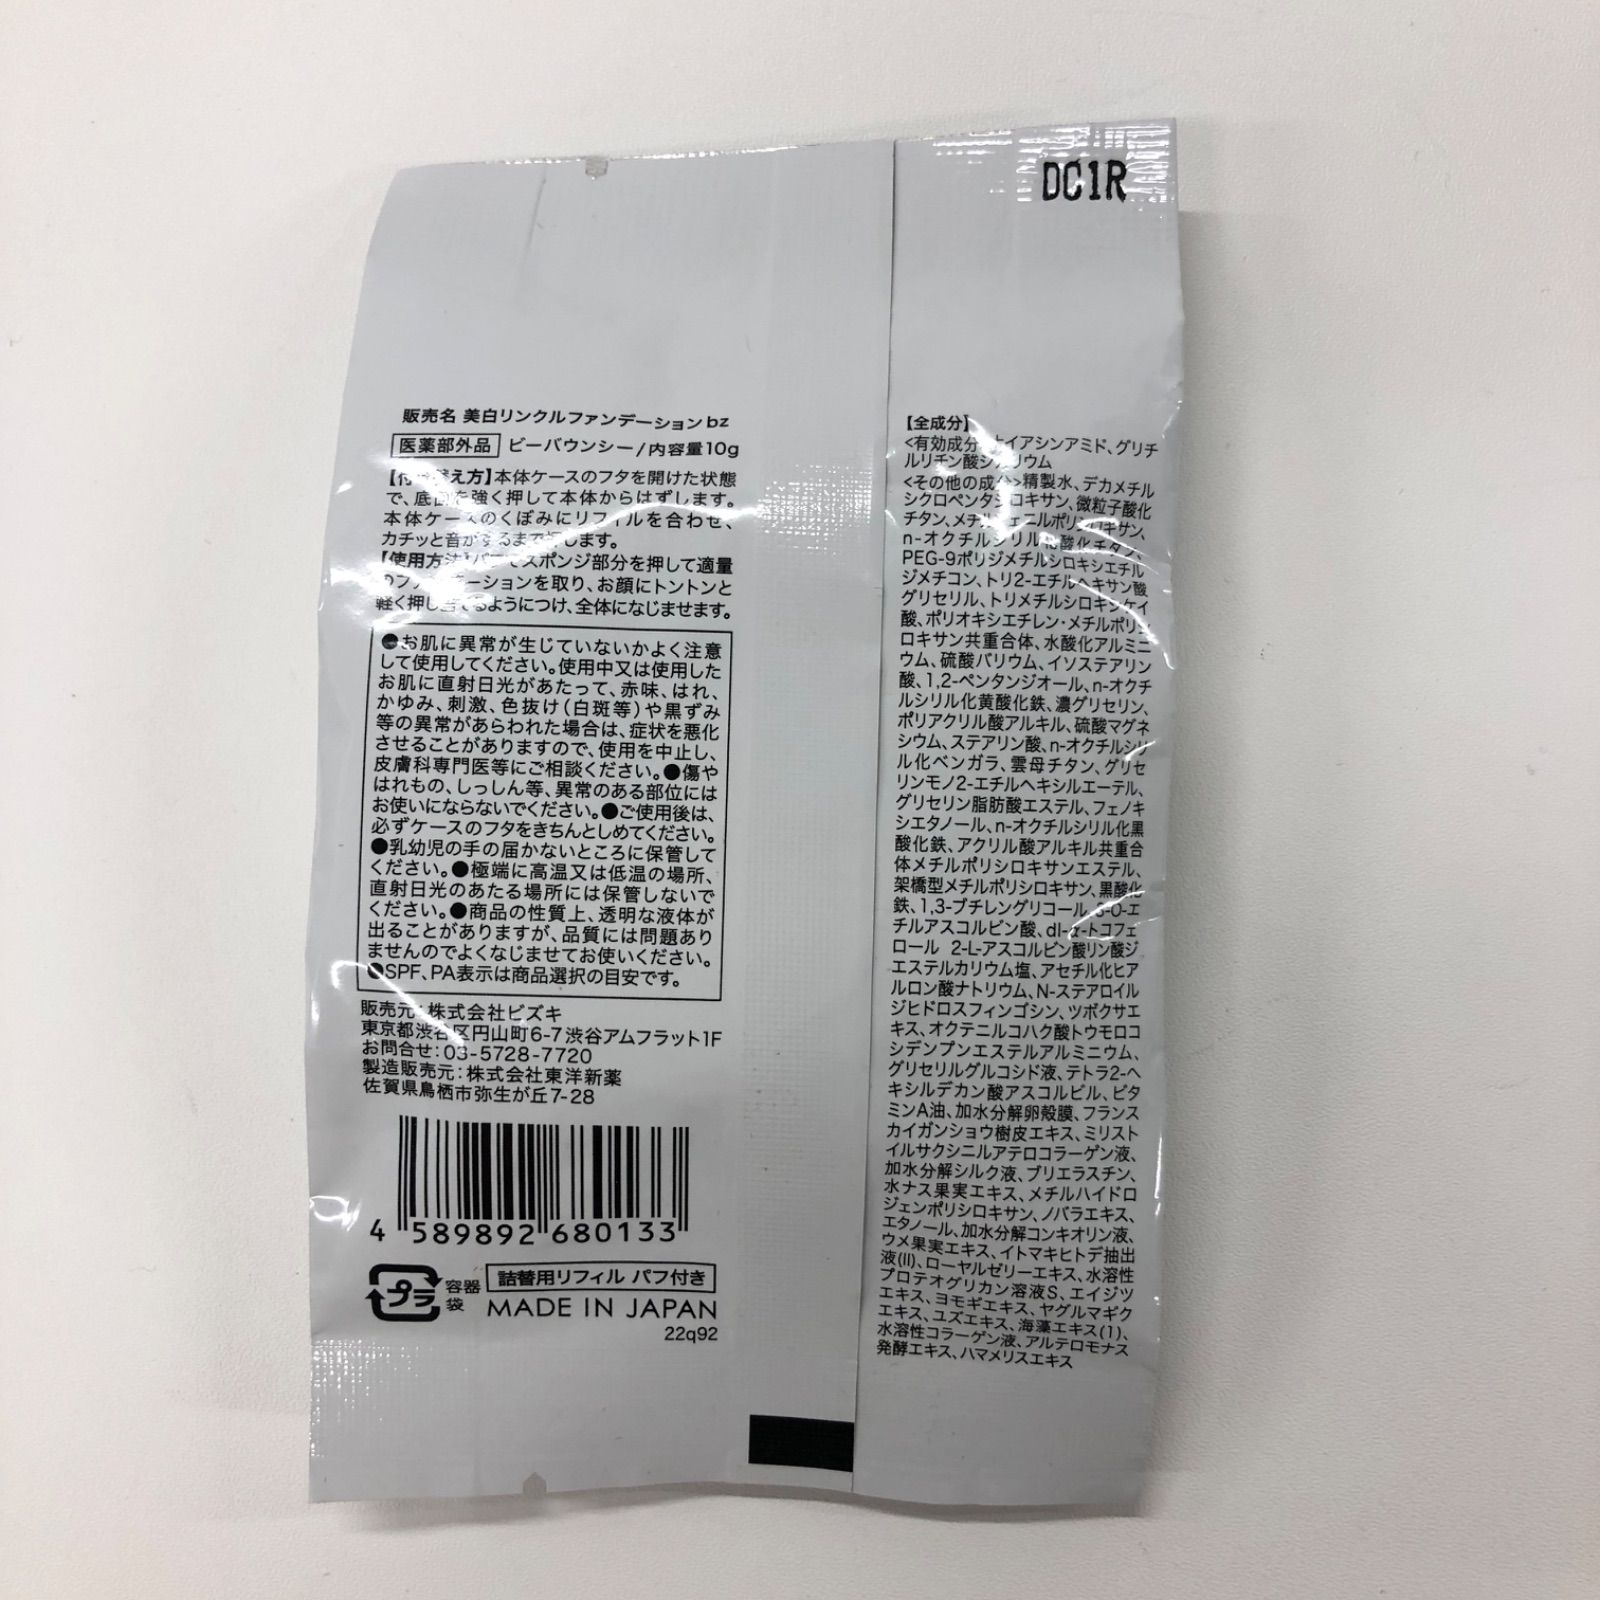 DC1R
販売名 美白リンクルファンデーションbz
医薬部外品 ビーバウンシー/内容量10g
【付け替え方】本体ケースのフタを開けた状態
で、底面を強く押して本体からはずします。
本体ケースのくぼみにリフィルを合わせ、
カチッと音がするまで押します。
【使用方法】パフでスポンジ部分を押して適量
のファンデーションを取り、お顔にトントンと
軽く押し当てるようにつけ、全体になじませます。
●お肌に異常が生じていないかよく注意
して使用してください。使用中又は使用した
お肌に直射日光があたって、赤味、はれ、
かゆみ、刺激、色抜け(白斑等)や黒ずみ
等の異常があらわれた場合は、症状を悪化
させることがありますので、使用を中止し、
皮膚科専門医等にご相談ください。●傷や
はれもの、しっしん等、異常のある部位には
お使いにならないでください。●ご使用後は、
必ずケースのフタをきちんとしめてください。
●乳幼児の手の届かないところに保管して
ください。●極端に高温又は低温の場所、
直射日光のあたる場所には保管しないで
ください。●商品の性質上、透明な液体が
出ることがありますが、品質には問題あり
ませんのでよくなじませてお使いください。
●SPF、PA表示は商品選択の目安です。
販売元:株式会社ビズキ
東京都渋谷区円山町6-7渋谷アムフラット1F
お問合せ:03-5728-7720
製造販売元:株式会社東洋新薬
佐賀県鳥栖市弥生が丘7-28
4 589892 680133
プラ 容器
袋
詰替用リフィル パフ付き
MADE IN JAPAN
22q92
【全成分】
<有効成分>ナイアシンアミド、グリチ
ルリチン酸ジカリウム
<その他の成分>精製水、デカメチル
シクロペンタシロキサン、微粒子酸化
チタン、メチルフェニルポリシロキサン、
n-オクチルシリル化酸化チタン、
PEG-9ポリジメチルシロキシエチル
ジメチコン、トリ2-エチルヘキサン酸
グリセリル、トリメチルシロキシケイ
酸、ポリオキシエチレン・メチルポリシ
ロキサン共重合体、水酸化アルミニ
ウム、硫酸バリウム、イソステアリン
酸、1,2-ペンタンジオール、n-オクチ
ルシリル化黄酸化鉄、濃グリセリン、
ポリアクリル酸アルキル、硫酸マグネ
シウム、ステアリン酸、n-オクチルシリ
ル化ベンガラ、雲母チタン、グリセ
リンモノ2-エチルヘキシルエーテル、
グリセリン脂肪酸エステル、フェノキ
シエタノール、n-オクチルシリル化黒
酸化鉄、アクリル酸アルキル共重合
体メチルポリシロキサンエステル、
架橋型メチルポリシロキサン、黒酸化
鉄、1,3-ブチレングリコール、3-O-エ
チルアスコルビン酸、dl-α-トコフェ
ロール 2-L-アスコルビン酸リン酸ジ
エステルカリウム塩、アセチル化ヒア
ルロン酸ナトリウム、N-ステアロイル
ジヒドロスフィンゴシン、ツボクサエ
キス、オクテニルコハク酸トウモロコ
シデンプンエステルアルミニウム、
グリセリルグルコシド液、テトラ2-ヘ
キシルデカン酸アスコルビル、ビタ
ミンA油、加水分解卵殻膜、フランス
カイガンショウ樹皮エキス、ミリスト
イルサクシニルアテロコラーゲン液、
加水分解シルク液、ブリエラスチン、
水ナス果実エキス、メチルハイドロ
ジェンポリシロキサン、ノバラエキス、
エタノール、加水分解コンキオリン液、
ウメ果実エキス、イトマキヒトデ抽出
液(II)、ローヤルゼリーエキス、水溶性
プロテオグリカン溶液S、エイジツ
エキス、ヨモギエキス、ヤグルマギク
エキス、ユズエキス、海藻エキス(1)、
水溶性コラーゲン液、アルテロモナス
発酵エキス、ハマメリスエキス